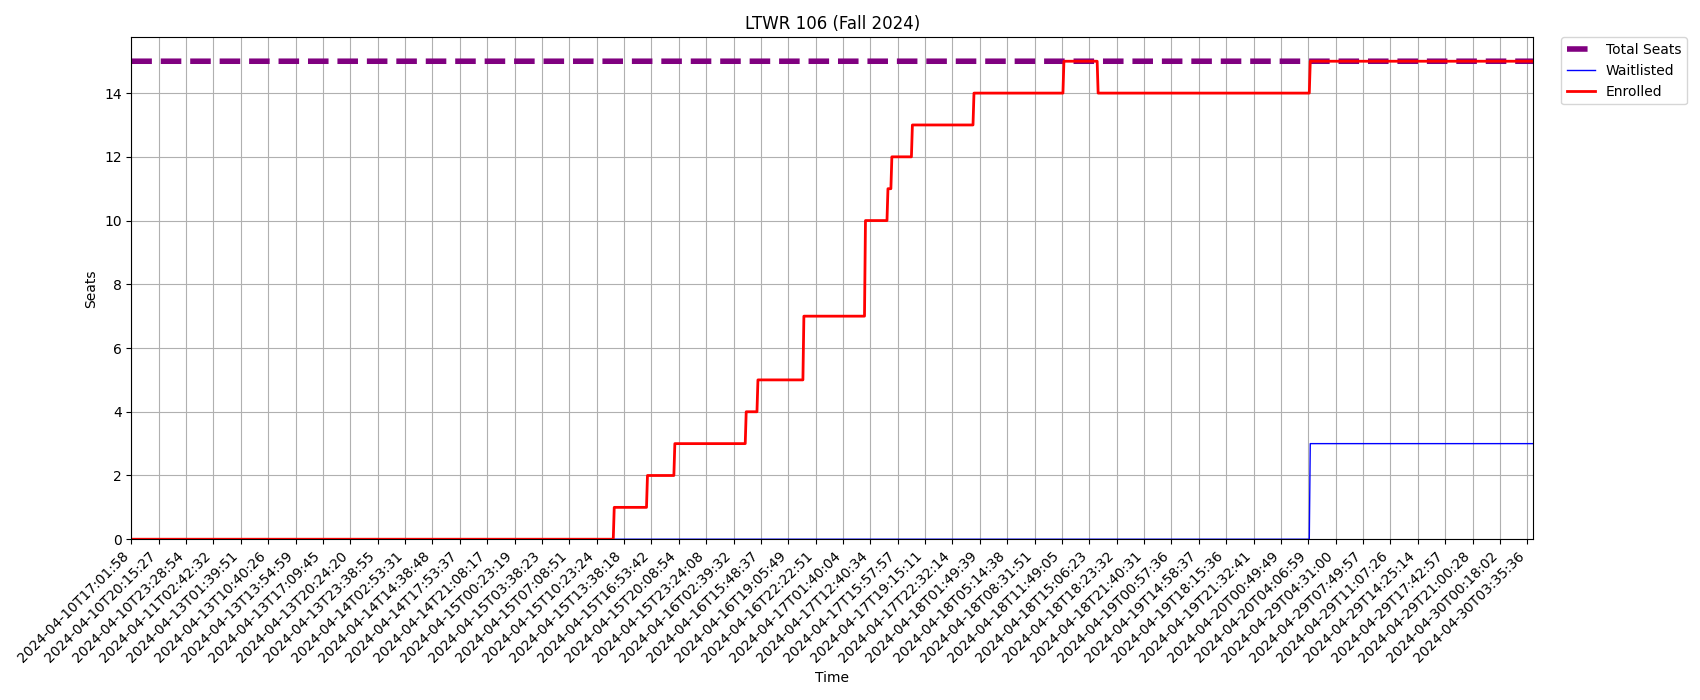 LTWR 106 (Fall 2024)
Total Seats
Waitlisted
Enrolled
Seats
14
12
10
8
6
4
2
0
2024-04-10T17:01:58
2024-04-10T20:15:27
2024-04-10T23:28:54
2024-04-11T02:42:32
2024-04-13T01:39:51
2024-04-13T10:40:26
2024-04-13T13:54:59
2024-04-13T17:09:45
2024-04-13T20:24:20
2024-04-13T23:38:55
2024-04-14T02:53:31
2024-04-14T14:38:48
2024-04-14T17:53:37
2024-04-14T21:08:17
2024-04-15T00:23:19
2024-04-15T03:38:23
2024-04-15T07:08:51
2024-04-15T10:23:24
2024-04-15T13:38:18
2024-04-15T16:53:42
2024-04-15T20:08:54
2024-04-15T23:24:08
2024-04-16T02:39:32
2024-04-16T15:48:37
2024-04-16T19:05:49
2024-04-16T22:22:51
2024-04-17T01:40:04
2024-04-17T12:40:34
2024-04-17T15:57:57
2024-04-17T19:15:11
2024-04-17T22:32:14
2024-04-18T01:49:39
2024-04-18T05:14:38
2024-04-18T08:31:51
2024-04-18T11:49:05
2024-04-18T15:06:23
2024-04-18T18:23:32
2024-04-18T21:40:31
2024-04-19T00:57:36
2024-04-19T14:58:37
2024-04-19T18:15:36
2024-04-19T21:32:41
2024-04-20T00:49:49
2024-04-20T04:06:59
2024-04-29T04:31:00
2024-04-29T07:49:57
2024-04-29T11:07:26
2024-04-29T14:25:14
2024-04-29T17:42:57
2024-04-29T21:00:28
2024-04-30T00:18:02
2024-04-30T03:35:36
Time